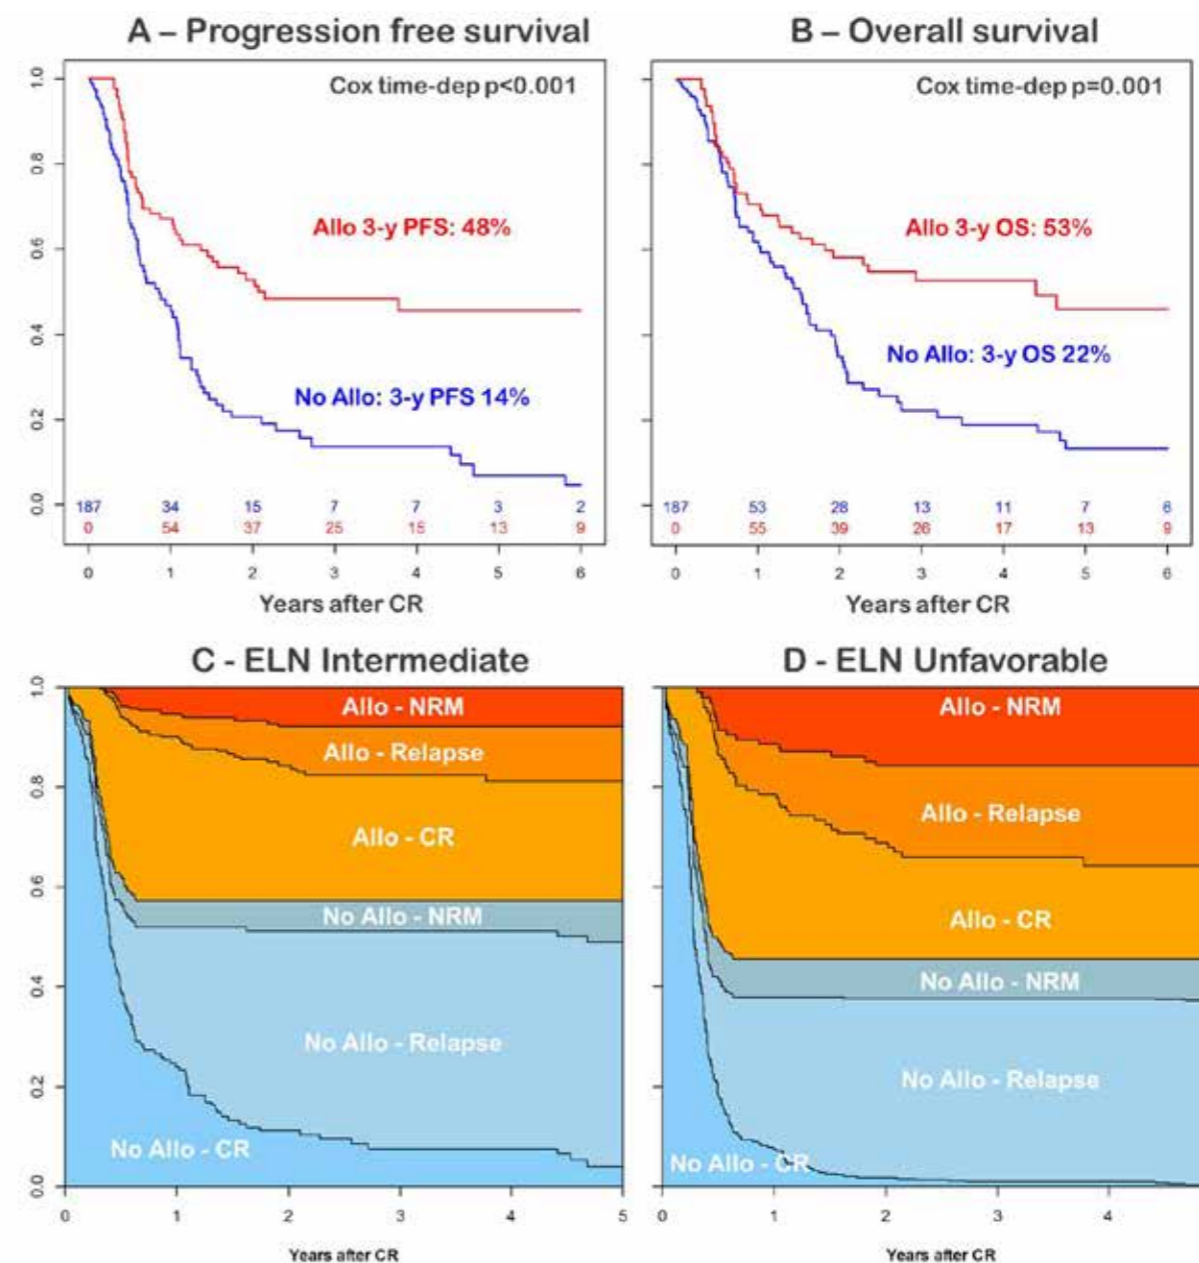 A – Progression free survival
Cox time-dep p<0.001
1.0
0.8
0.6
0.4
0.2
0.0
Allo 3-y PFS: 48%
No Allo: 3-y PFS 14%
187 34 15 7 7 3 2
0 54 37 25 15 13 9
0 1 2 3 4 5 6
Years after CR
B – Overall survival
Cox time-dep p=0.001
Allo 3-y OS: 53%
No Allo: 3-y OS 22%
187 53 28 13 11 7 6
0 55 39 26 17 13 9
0 1 2 3 4 5 6
Years after CR
C - ELN Intermediate
1.0
0.8
0.6
0.4
0.2
0.0
Allo - NRM
Allo - Relapse
Allo - CR
No Allo - NRM
No Allo - Relapse
No Allo - CR
0 1 2 3 4 5
Years after CR
D - ELN Unfavorable
Allo - NRM
Allo - Relapse
Allo - CR
No Allo - NRM
No Allo - Relapse
No Allo - CR
0 1 2 3 4
Years after CR